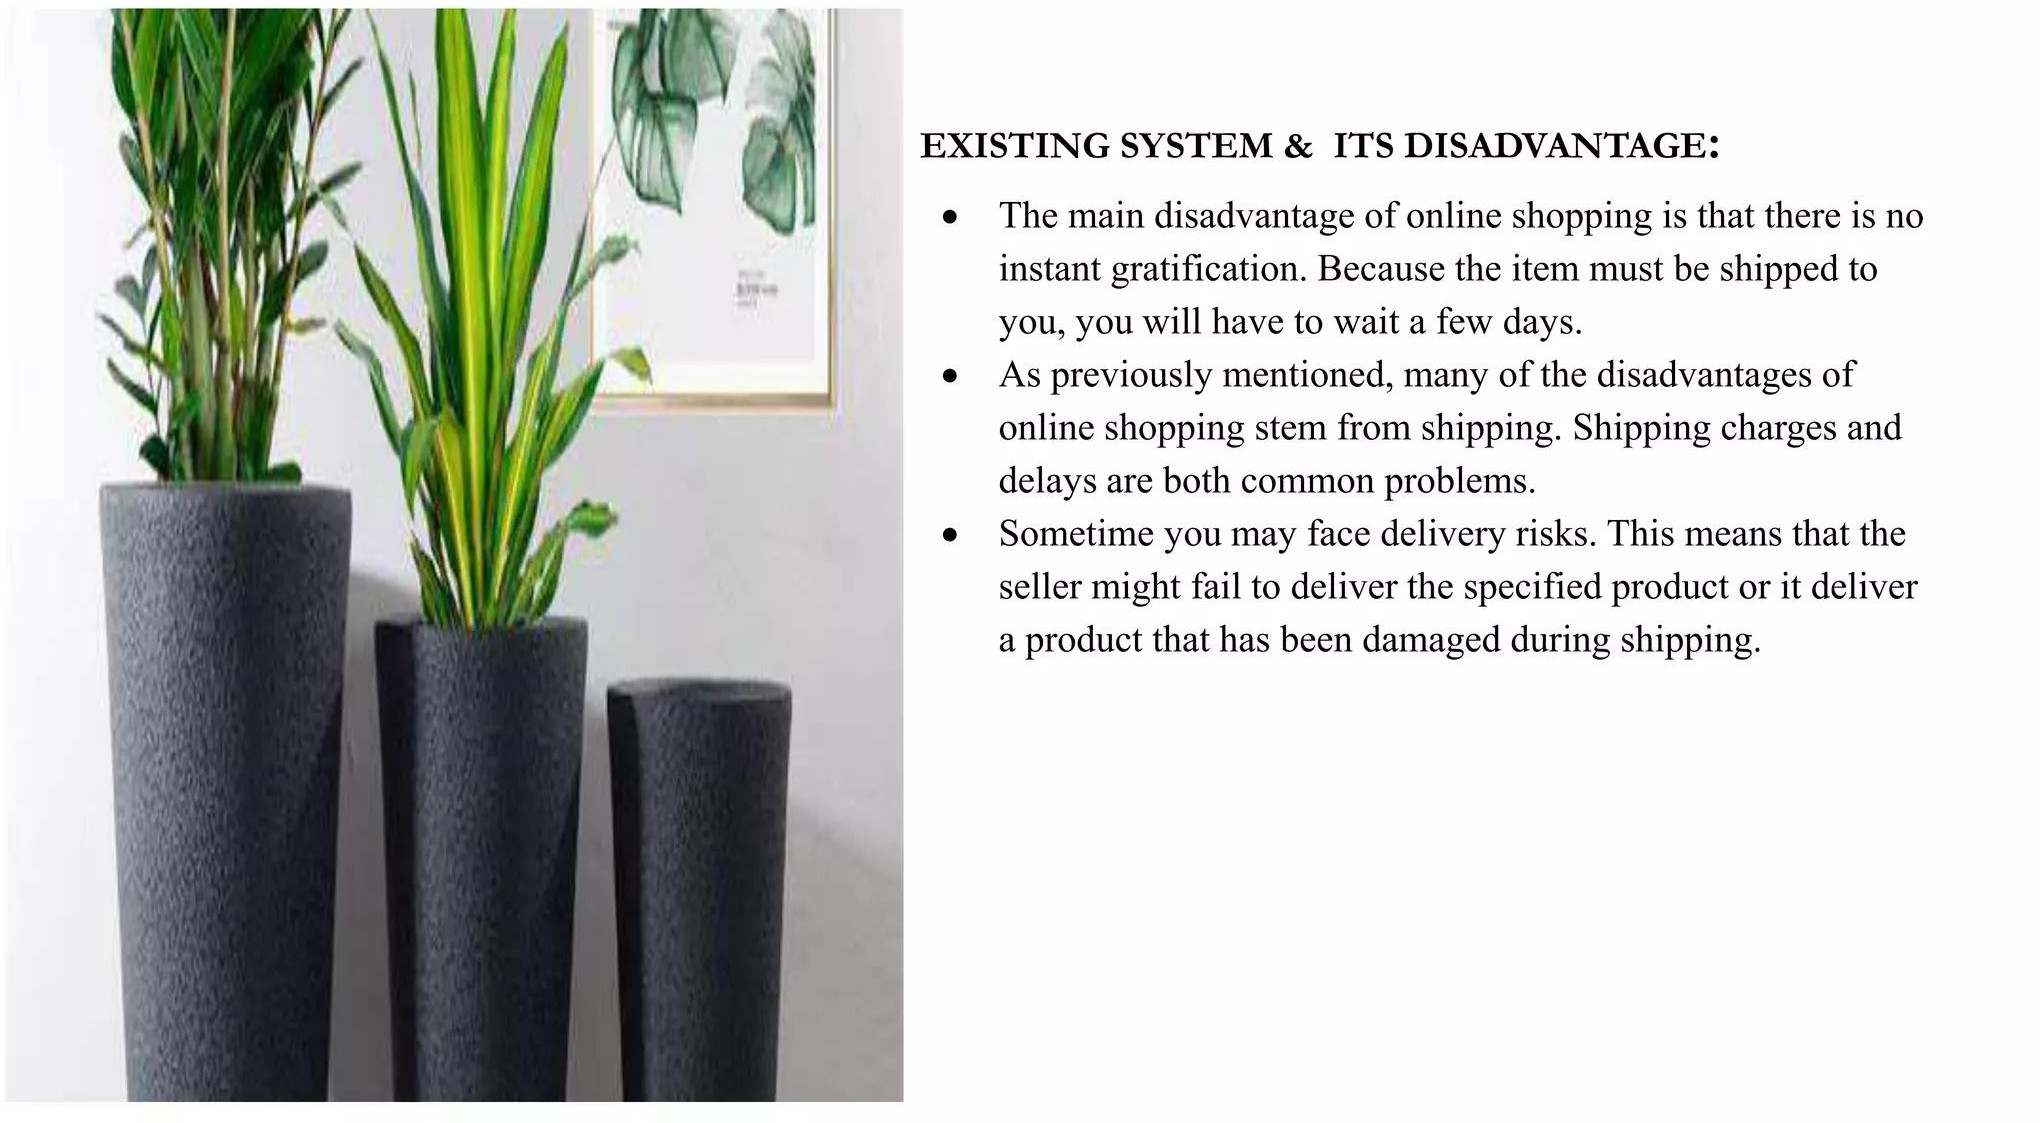 EXISTING SYSTEM & ITS DISADVANTAGE:
• The main disadvantage of online shopping is that there is no
instant gratification. Because the item must be shipped to
you, you will have to wait a few days.
• As previously mentioned, many of the disadvantages of
online shopping stem from shipping. Shipping charges and
delays are both common problems.
• Sometime you may face delivery risks. This means that the
seller might fail to deliver the specified product or it deliver
a product that has been damaged during shipping.